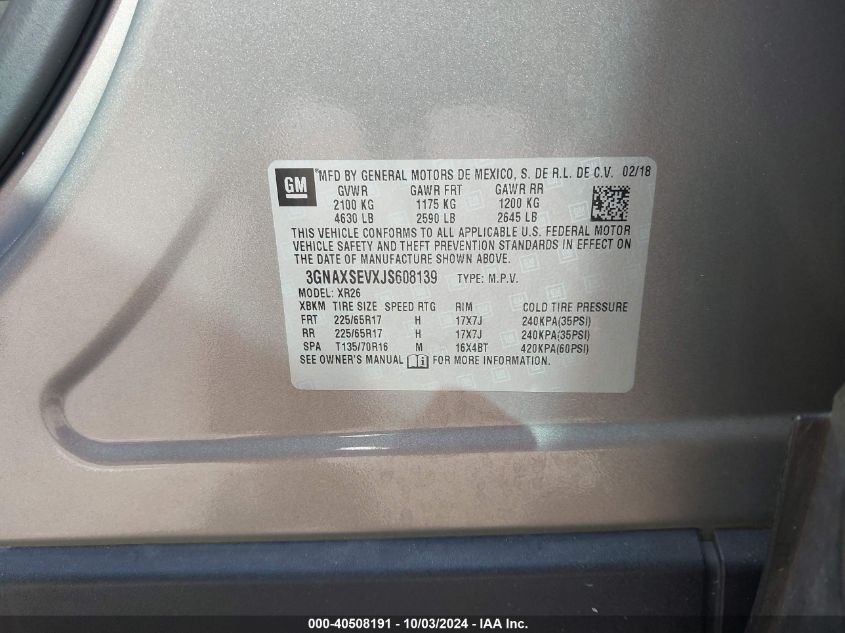 GM
*MFD BY GENERAL MOTORS DE MEXICO, S. DE R.L. DE C.V. 02/18
GVWR GAWR FRT GAWR RR
2100 KG 1175 KG 1200 KG
4630 LB 2590 LB 2645 LB
THIS VEHICLE CONFORMS TO ALL APPLICABLE U.S. FEDERAL MOTOR
VEHICLE SAFETY AND THEFT PREVENTION STANDARDS IN EFFECT ON
THE DATE OF MANUFACTURE SHOWN ABOVE.
3GNAXSEVXJS608139 TYPE: M.P.V.
MODEL: XR26
XBKM TIRE SIZE SPEED RTG RIM COLD TIRE PRESSURE
FRT 225/65R17 H 17X7J 240KPA(35PSI)
RR 225/65R17 H 17X7J 240KPA(35PSI)
SPA T135/70R16 M 16X4BT 420KPA(60PSI)
SEE OWNER'S MANUAL FOR MORE INFORMATION.
000-40508191 - 10/03/2024 - IAA Inc.